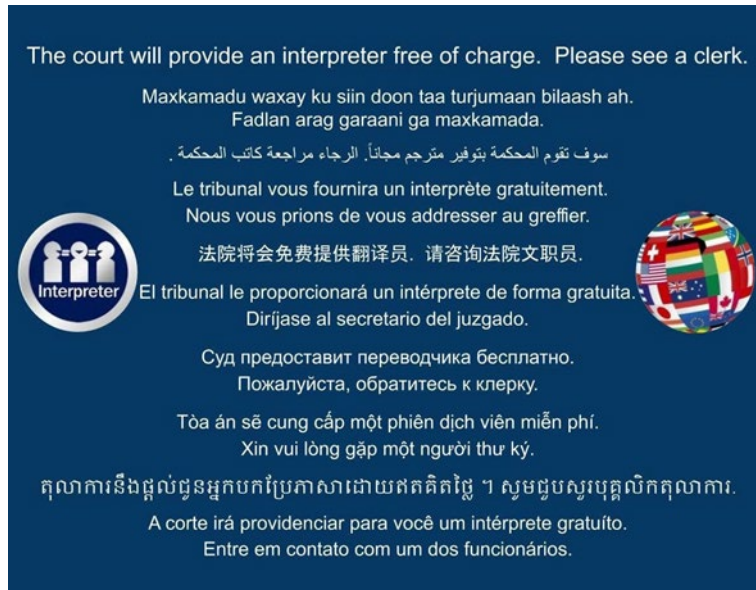 The court will provide an interpreter free of charge.  Please see a clerk.
Maxkamadu waxay ku siin doon taa turjumaan bilaash ah.
Fadlan arag garaani ga maxkamada.
سوف تقوم المحكمة بتوفير مترجم مجاناً. الرجاء مراجعة كاتب المحكمة .
Le tribunal vous fournira un interprète gratuitement.
Nous vous prions de vous addresser au greffier.
法院将会免费提供翻译员. 请咨询法院文职员.
Interpreter
El tribunal le proporcionará un intérprete de forma gratuita.
Diríjase al secretario del juzgado.
Суд предоставит переводчика бесплатно.
Пожалуйста, обратитесь к клерку.
Tòa án sẽ cung cấp một phiên dịch viên miễn phí.
Xin vui lòng gặp một người thư ký.
តុលាការនឹងផ្តល់ជូនអ្នកបកប្រែភាសាដោយឥតគិតថ្លៃ ។ សូមជួបសួរបុគ្គលិកតុលាការ.
A corte irá providenciar para você um intérprete gratuíto.
Entre em contato com um dos funcionários.